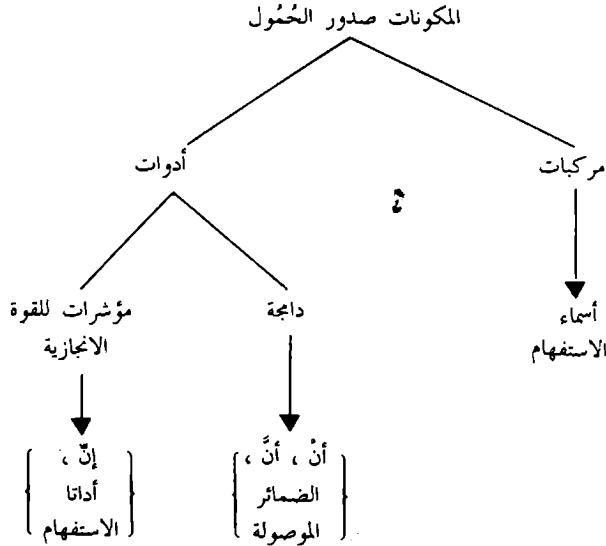 المكونات صدور الحُمُول
مركبات
أدوات
أسماء
الاستفهام
دامجة
مؤشرات للقوة
الانجازية
أنْ ، أنَّ ،
الضمائر
الموصولة
إنّ ،
أداتا
الاستفهام